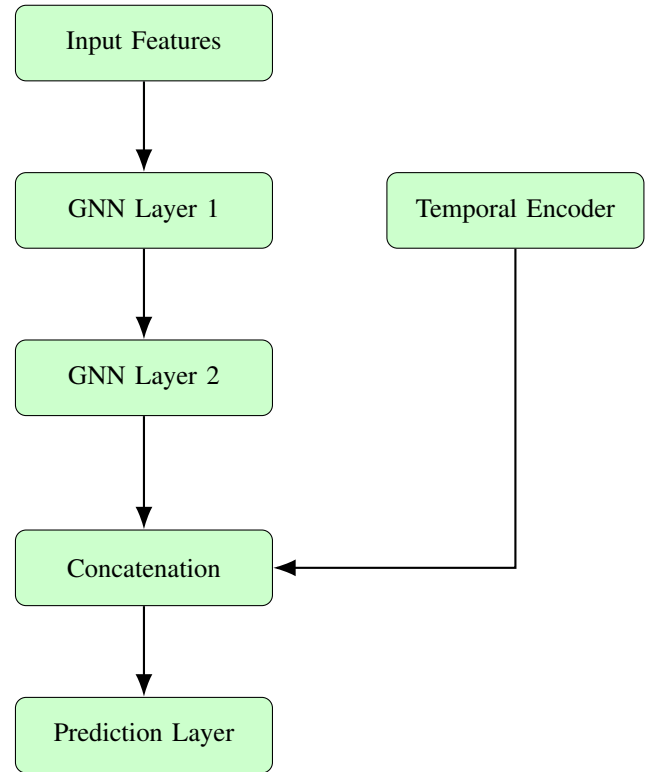 Input Features
GNN Layer 1
Temporal Encoder
GNN Layer 2
Concatenation
Prediction Layer